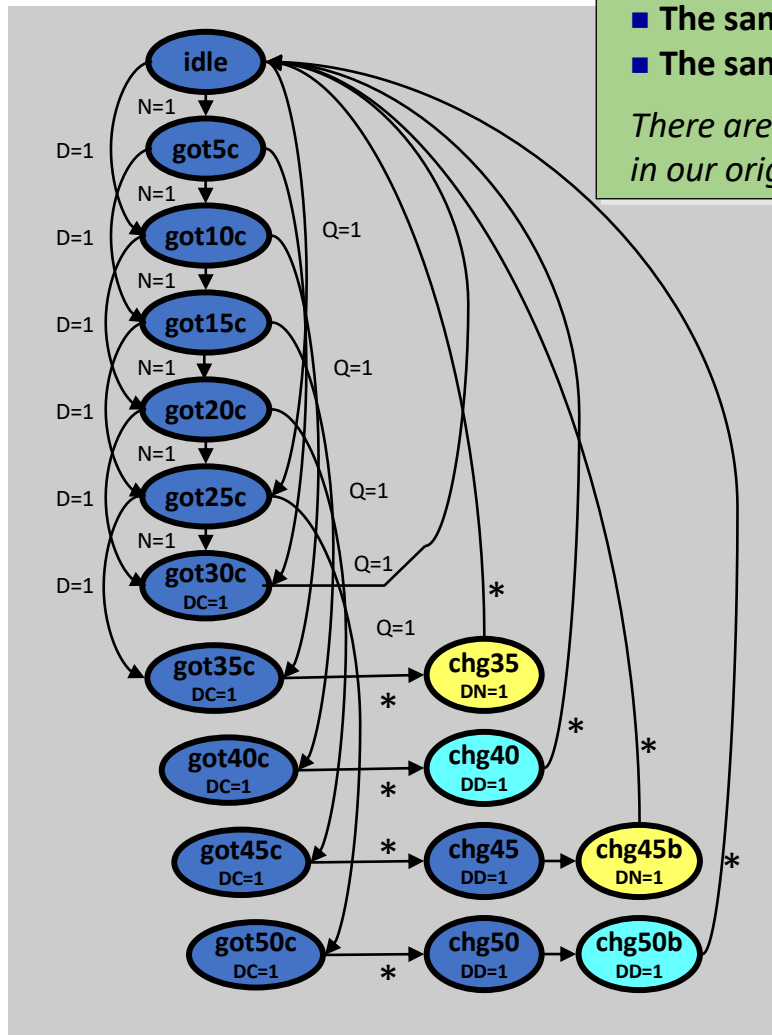 ■ The sam
■ The sam
There are
in our orig
idle
N=1
got5c
D=1
N=1
got10c
D=1
Q=1
N=1
got15c
D=1
N=1
Q=1
got20c
D=1
N=1
got25c
D=1
Q=1
N=1
got30c
DC=1
D=1
Q=1
*
Q=1
got35c
DC=1
*
chg35
DN=1
got40c
DC=1
*
chg40
DD=1
*
*
got45c
DC=1
*
chg45
DD=1
chg45b
DN=1
*
got50c
DC=1
*
chg50
DD=1
chg50b
DD=1